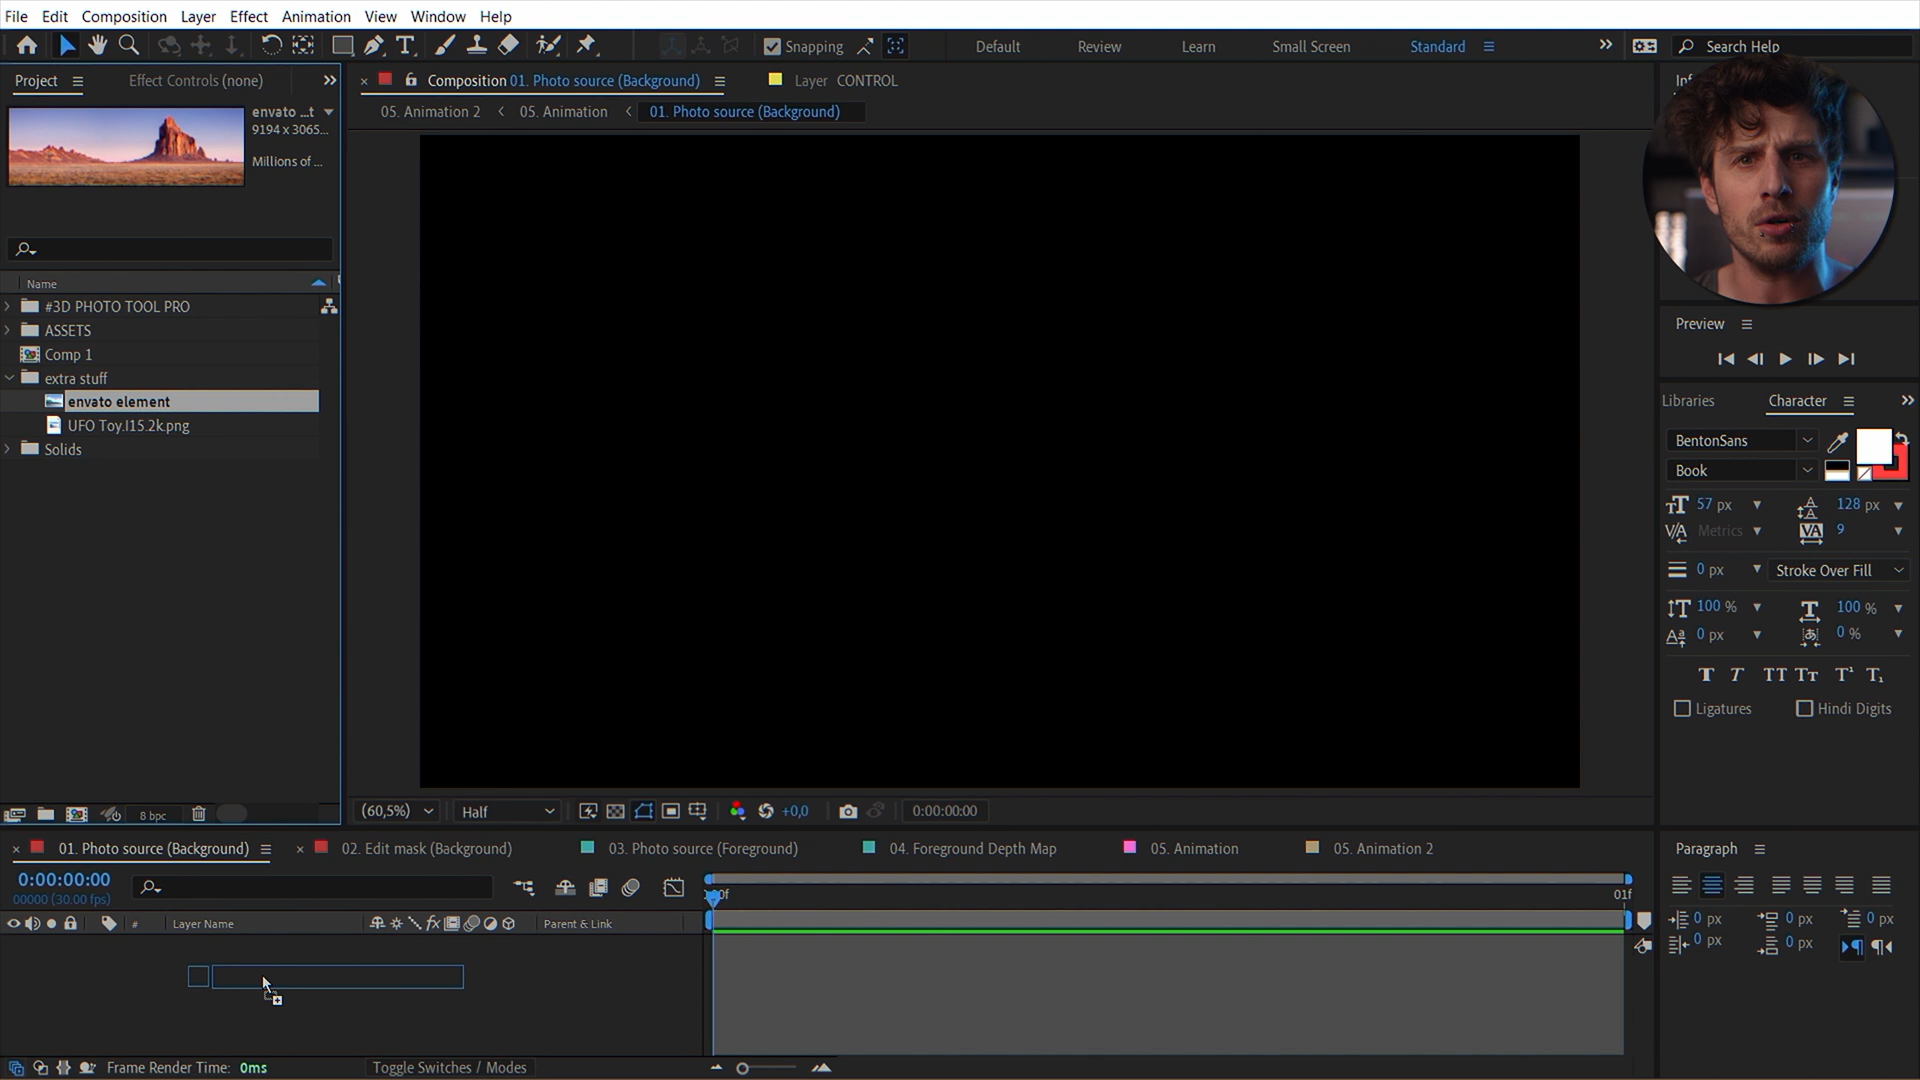 File Edit Composition Layer Effect Animation View Window Help
Snapping Default Review Learn Small Screen Standard Search Help
Project Effect Controls (none)
Composition 01. Photo source (Background) Layer CONTROL
05. Animation 2 05. Animation 01. Photo source (Background)
envato ...t
9194 x 3065...
Millions of ...
Name
#3D PHOTO TOOL PRO
ASSETS
Comp 1
extra stuff
envato element
UFO Toy.I15.2k.png
Solids
8 bpc
(60,5%) Half +0,0 0:00:00:00
Preview
Libraries Character
BentonSans
Book
57 px 128 px
Metrics 9
0 px Stroke Over Fill
100 % 100 %
0 px 0 %
Ligatures Hindi Digits
01. Photo source (Background) 02. Edit mask (Background) 03. Photo source (Foreground) 04. Foreground Depth Map 05. Animation 05. Animation 2
0:00:00:00
00000 (30.00 fps)
01f
# Layer Name Parent & Link
Frame Render Time: 0ms Toggle Switches / Modes
Paragraph
0 px 0 px 0 px
0 px 0 px